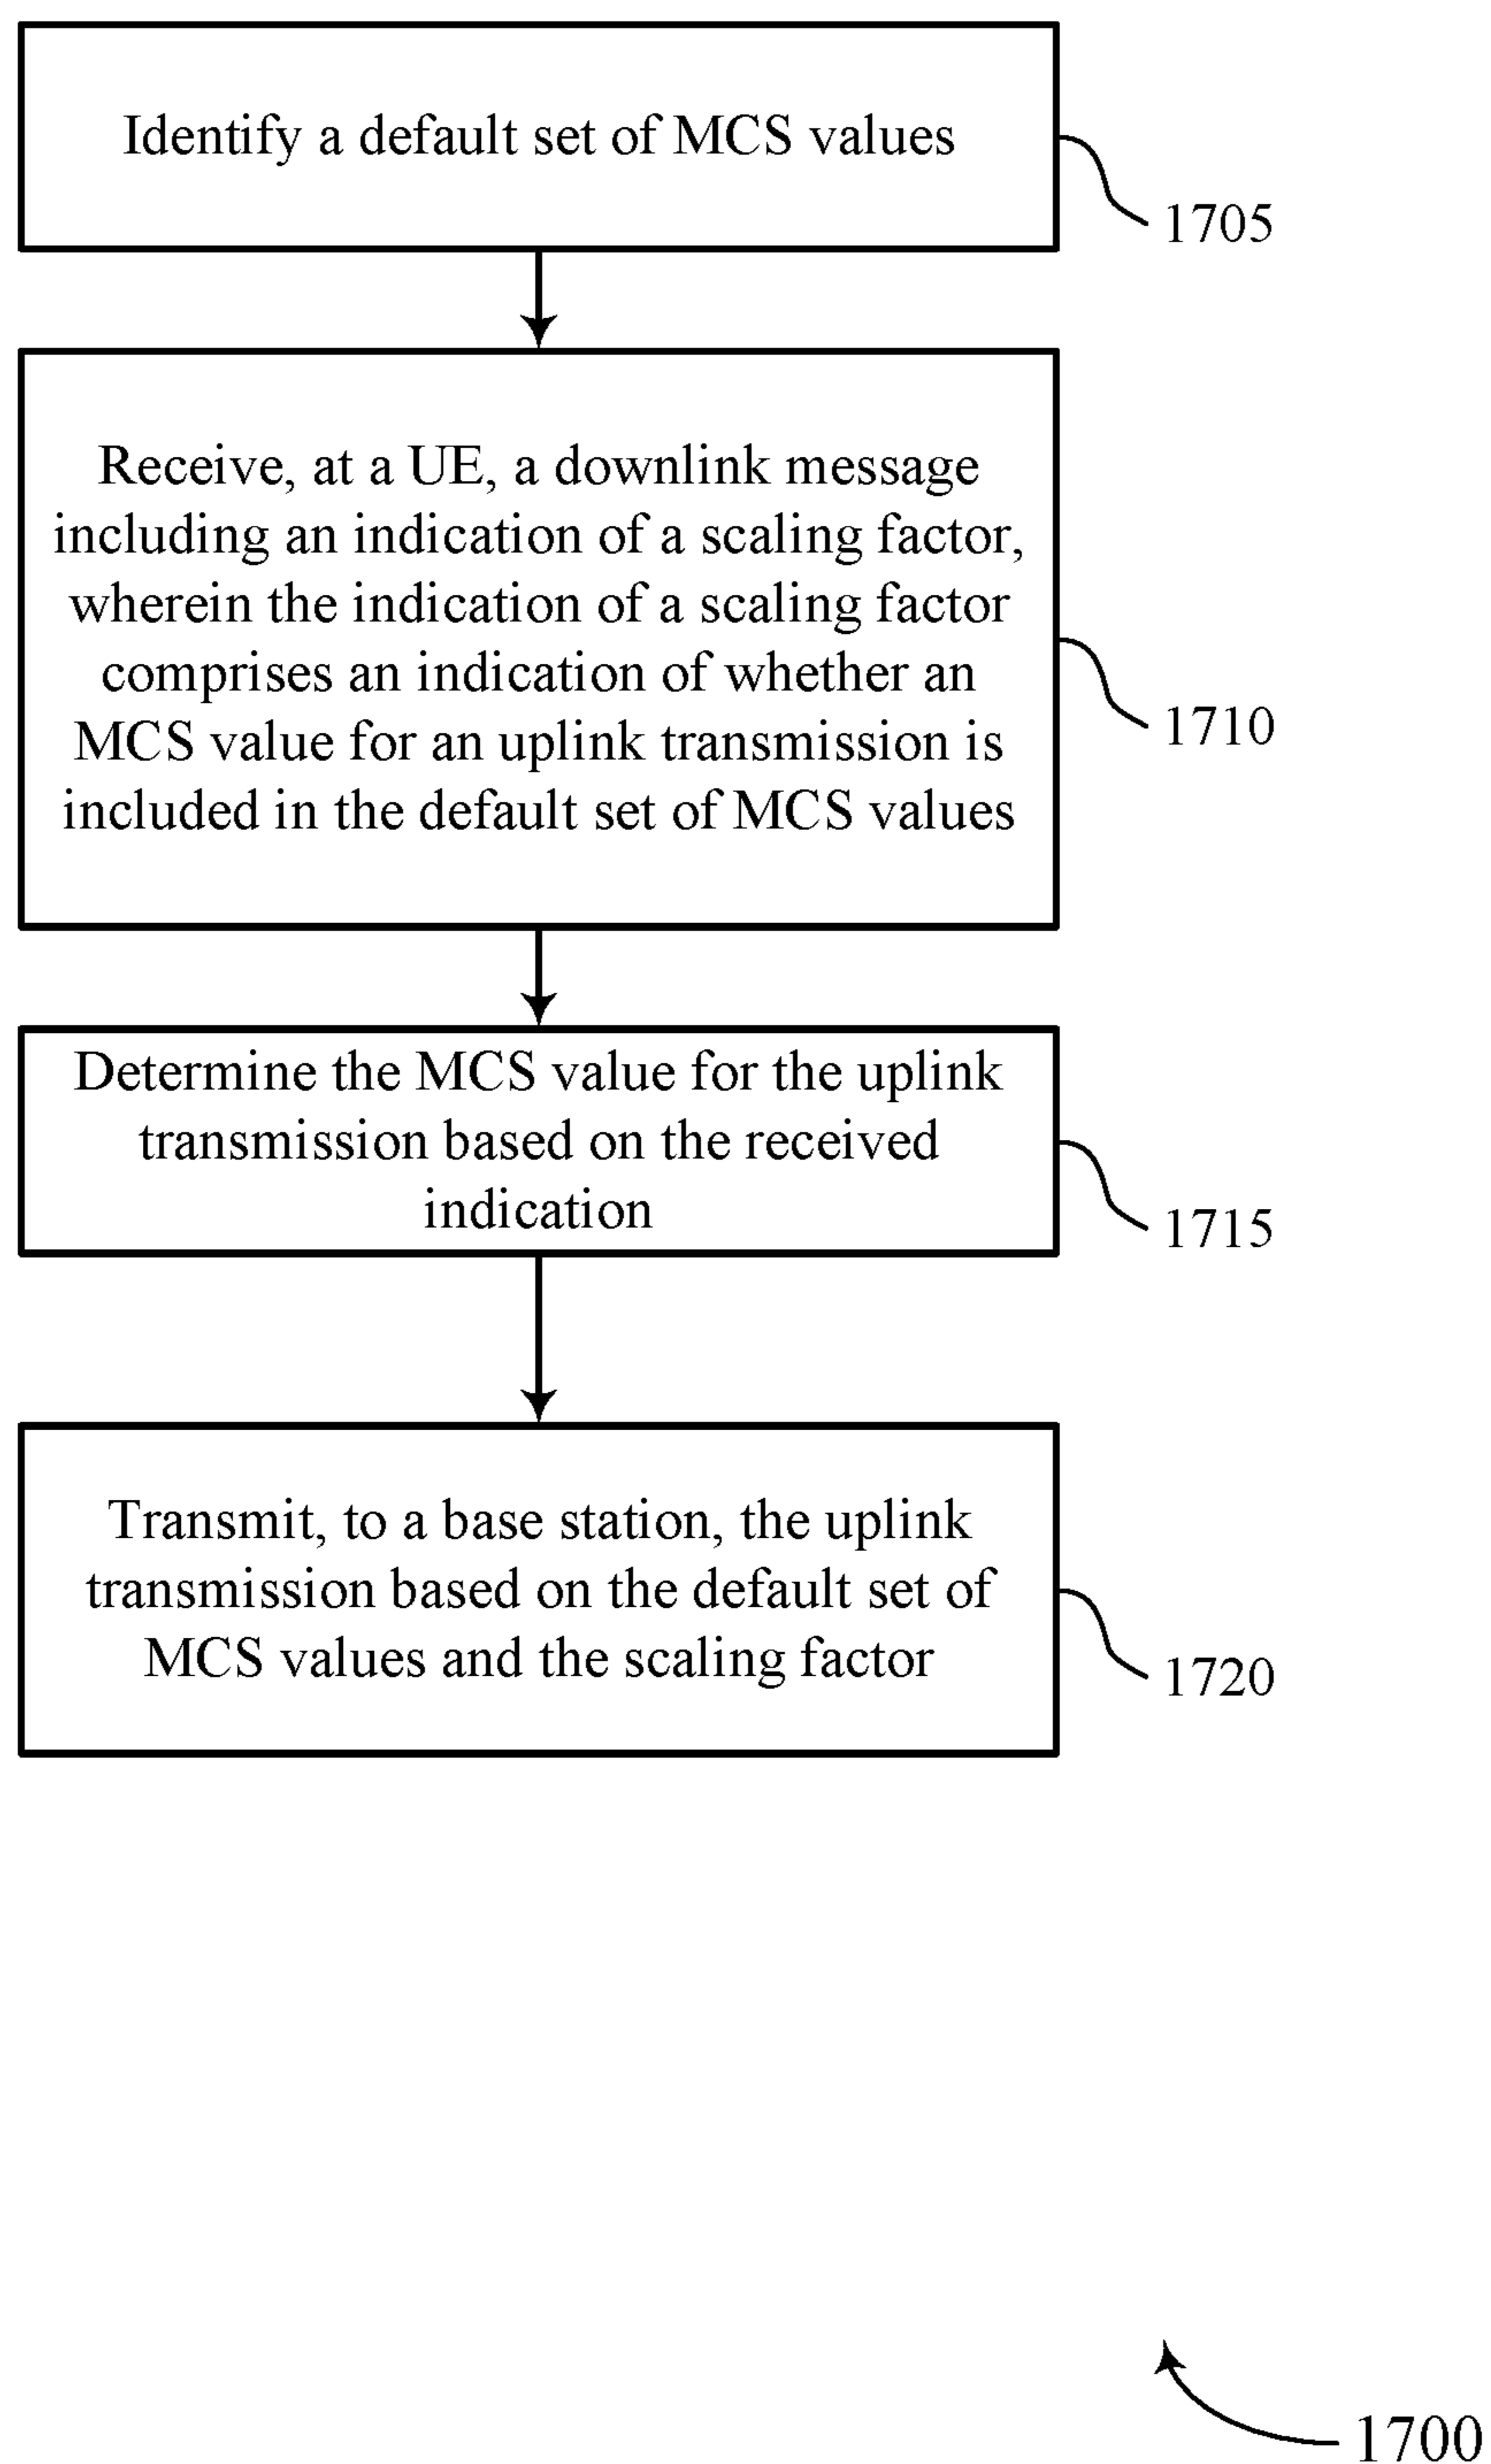 Identify a default set of MCS values
1705
Receive, at a UE, a downlink message
including an indication of a scaling factor,
wherein the indication of a scaling factor
comprises an indication of whether an
MCS value for an uplink transmission is
included in the default set of MCS values
1710
Determine the MCS value for the uplink
transmission based on the received
indication
1715
Transmit, to a base station, the uplink
transmission based on the default set of
MCS values and the scaling factor
1720
1700